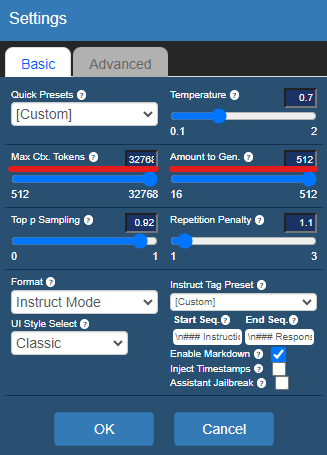 Settings
Basic
Advanced
Quick Presets ?
[Custom]
Temperature ?
0.7
0.1
2
Max Ctx. Tokens ?
32768
512
32768
Amount to Gen. ?
512
16
512
Top p Sampling ?
0.92
0
1
Repetition Penalty ?
1.1
1
3
Format ?
Instruct Mode
UI Style Select ?
Classic
Instruct Tag Preset ?
[Custom]
Start Seq. ?
End Seq. ?
\n### Instructi
\n### Respons
Enable Markdown ?
Inject Timestamps ?
Assistant Jailbreak ?
OK
Cancel